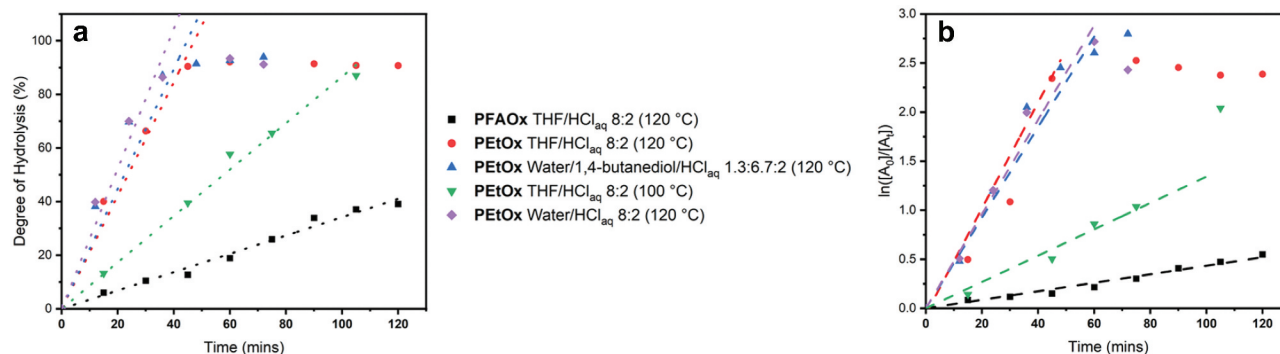 a
Degree of Hydrolysis (%)
100
80
60
40
20
0
0 20 40 60 80 100 120
Time (mins)
PFAOx THF/HClaq 8:2 (120 °C)
PEtOx THF/HClaq 8:2 (120 °C)
PEtOx Water/1,4-butanediol/HClaq 1.3:6.7:2 (120 °C)
PEtOx THF/HClaq 8:2 (100 °C)
PEtOx Water/HClaq 8:2 (120 °C)
b
ln([A0]/[At])
3.0
2.5
2.0
1.5
1.0
0.5
0.0
0 20 40 60 80 100 120
Time (mins)